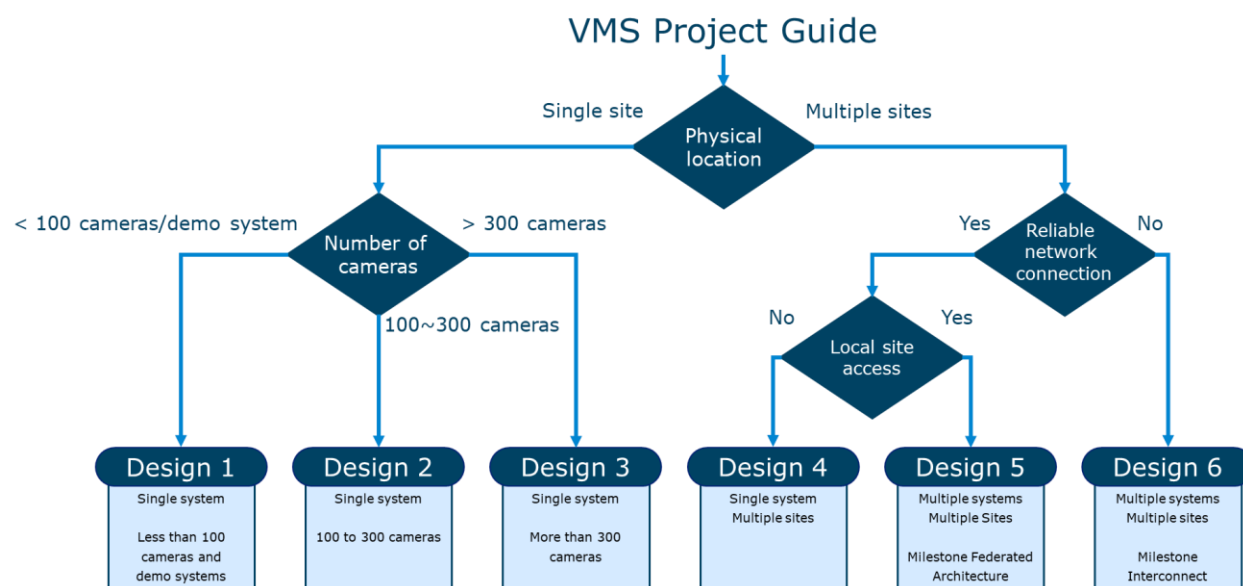 VMS Project Guide
Single site
Multiple sites
Physical
location
< 100 cameras/demo system
> 300 cameras
Number of
cameras
100~300 cameras
Yes
No
Reliable
network
connection
No
Yes
Local site
access
Design 1
Single system
Less than 100
cameras and
demo systems
Design 2
Single system
100 to 300 cameras
Design 3
Single system
More than 300
cameras
Design 4
Single system
Multiple sites
Design 5
Multiple systems
Multiple Sites
Milestone Federated
Architecture
Design 6
Multiple systems
Multiple sites
Milestone
Interconnect